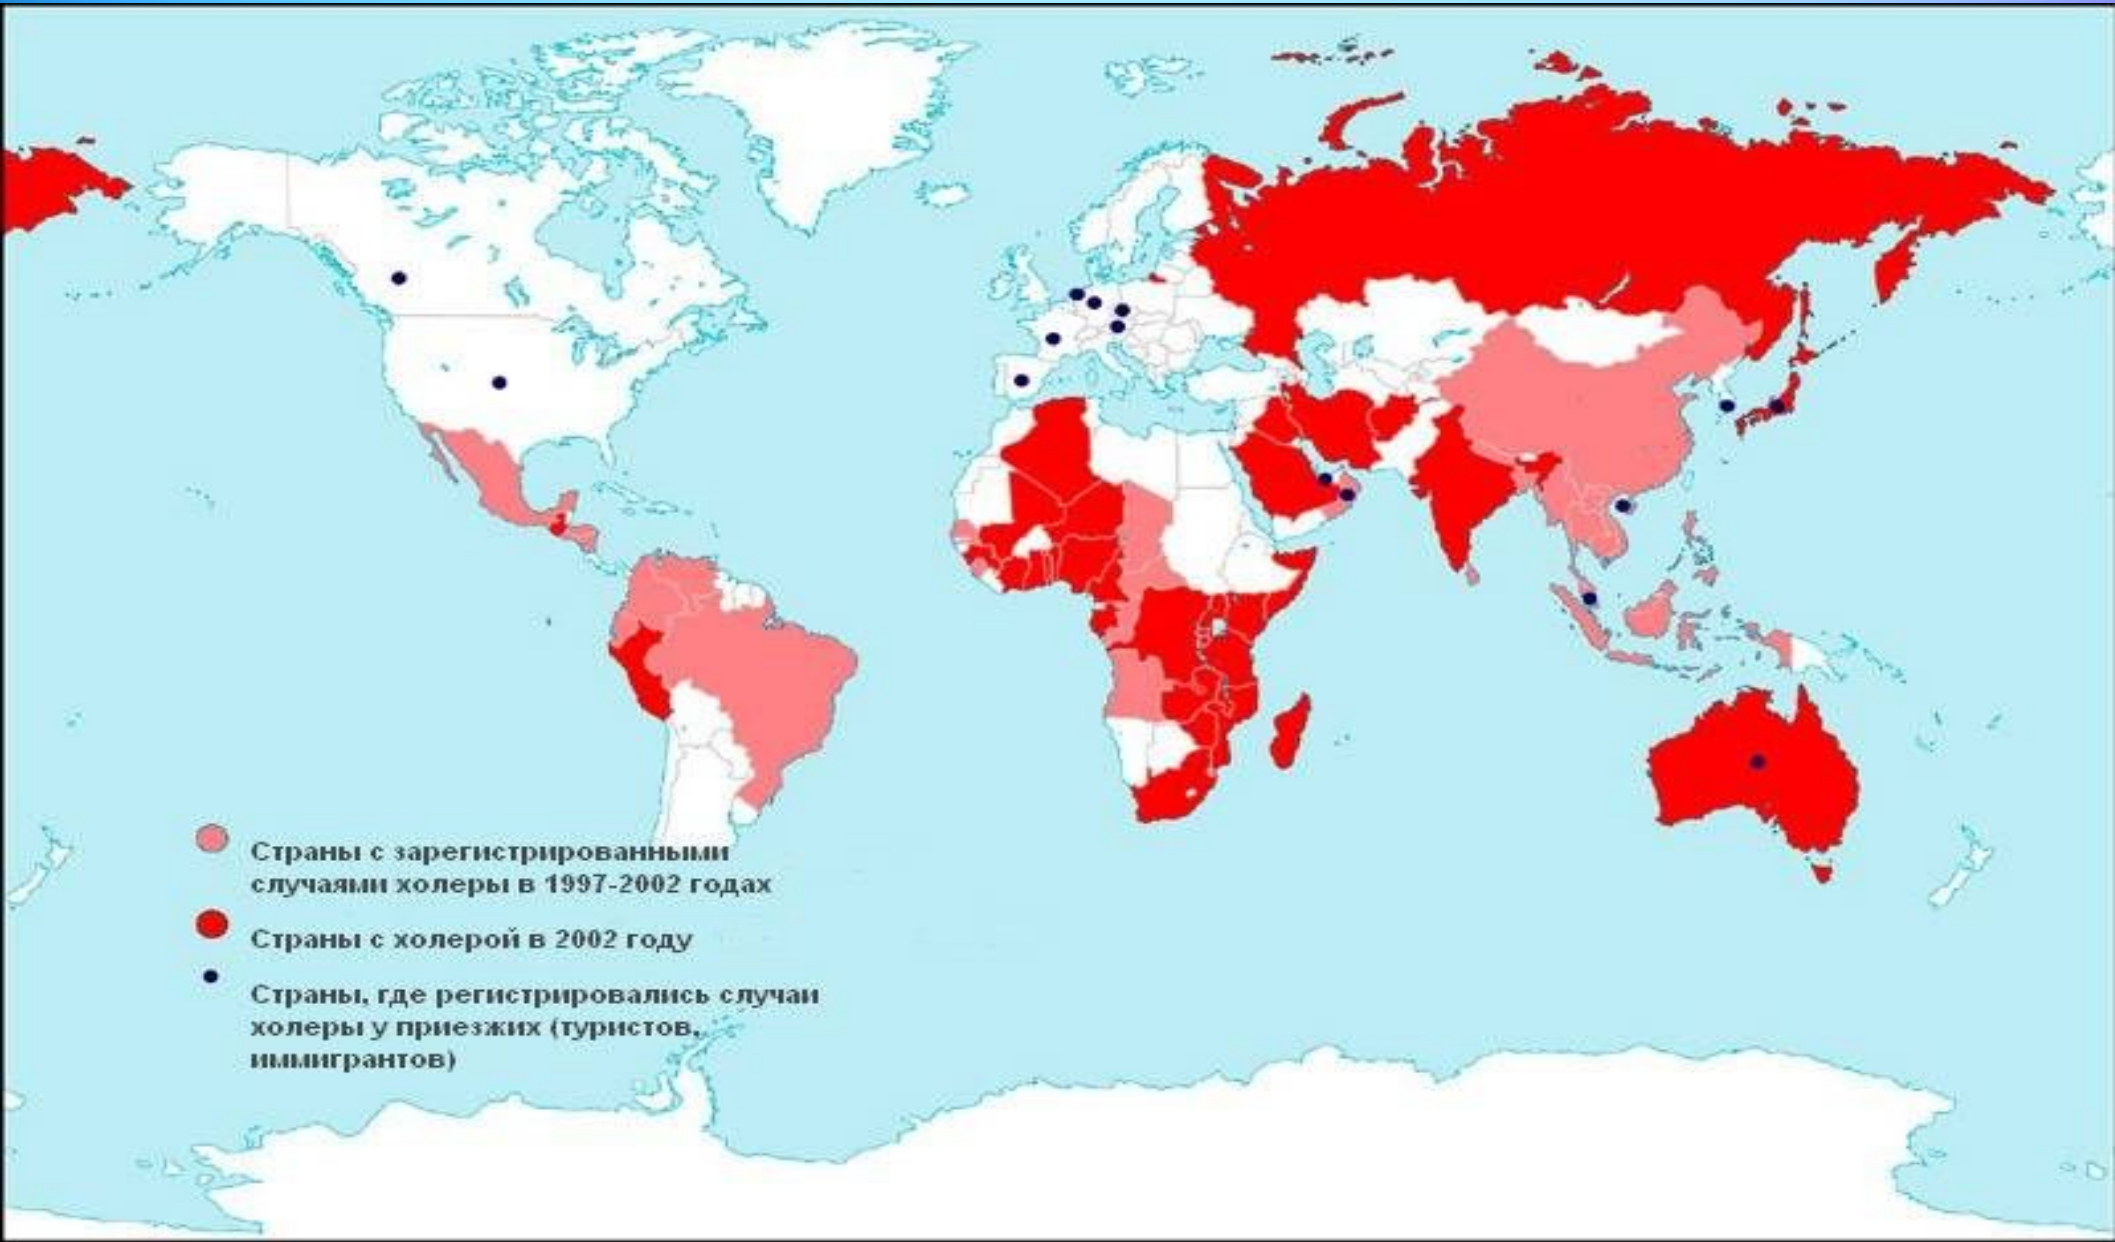 Страны с зарегистрированными
случаями холеры в 1997-2002 годах
Страны с холерой в 2002 году
Страны, где регистрировались случаи
холеры у приезжих (туристов,
иммигрантов)